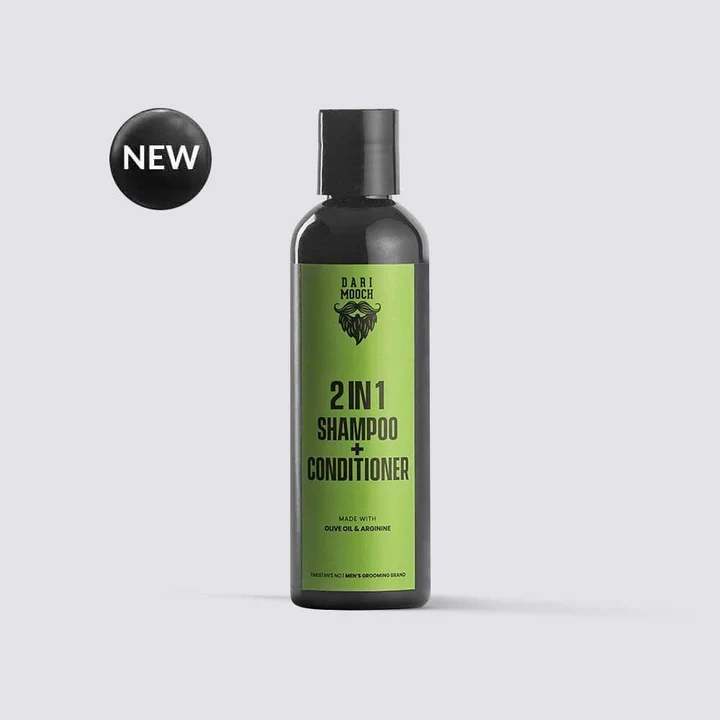 NEW
DARI
MOOCH
2 IN 1
SHAMPOO
+
CONDITIONER
MADE WITH
OLIVE OIL & ARGININE
PAKISTAN'S NO.1 MEN'S GROOMING BRAND